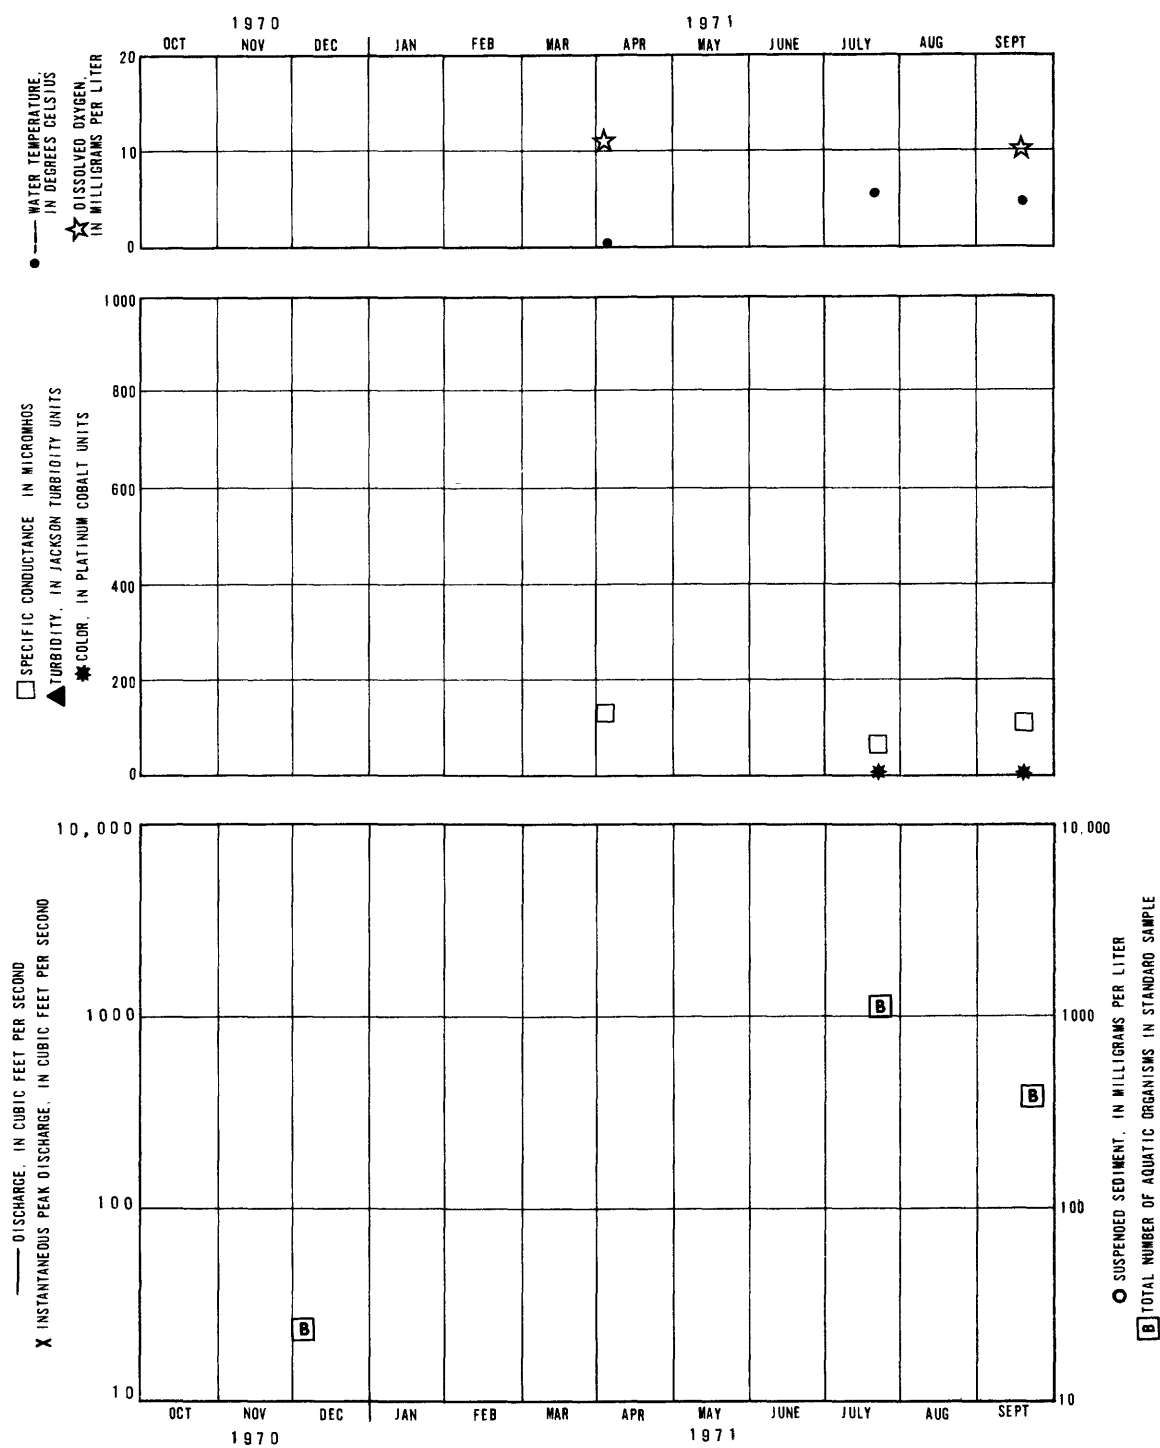 1970 1971
OCT NOV DEC JAN FEB MAR APR MAY JUNE JULY AUG SEPT
WATER TEMPERATURE,
IN DEGREES CELSIUS
DISSOLVED OXYGEN,
IN MILLIGRAMS PER LITER
20
10
0
SPECIFIC CONDUCTANCE IN MICROMHOS
TURBIDITY, IN JACKSON TURBIDITY UNITS
COLOR, IN PLATINUM COBALT UNITS
1000
800
600
400
200
0
DISCHARGE, IN CUBIC FEET PER SECOND
X INSTANTANEOUS PEAK DISCHARGE, IN CUBIC FEET PER SECOND
10,000
1000
100
10
B
B
B
10,000
1000
100
10
SUSPENDED SEDIMENT, IN MILLIGRAMS PER LITER
B TOTAL NUMBER OF AQUATIC ORGANISMS IN STANDARD SAMPLE
OCT NOV DEC JAN FEB MAR APR MAY JUNE JULY AUG SEPT
1970 1971